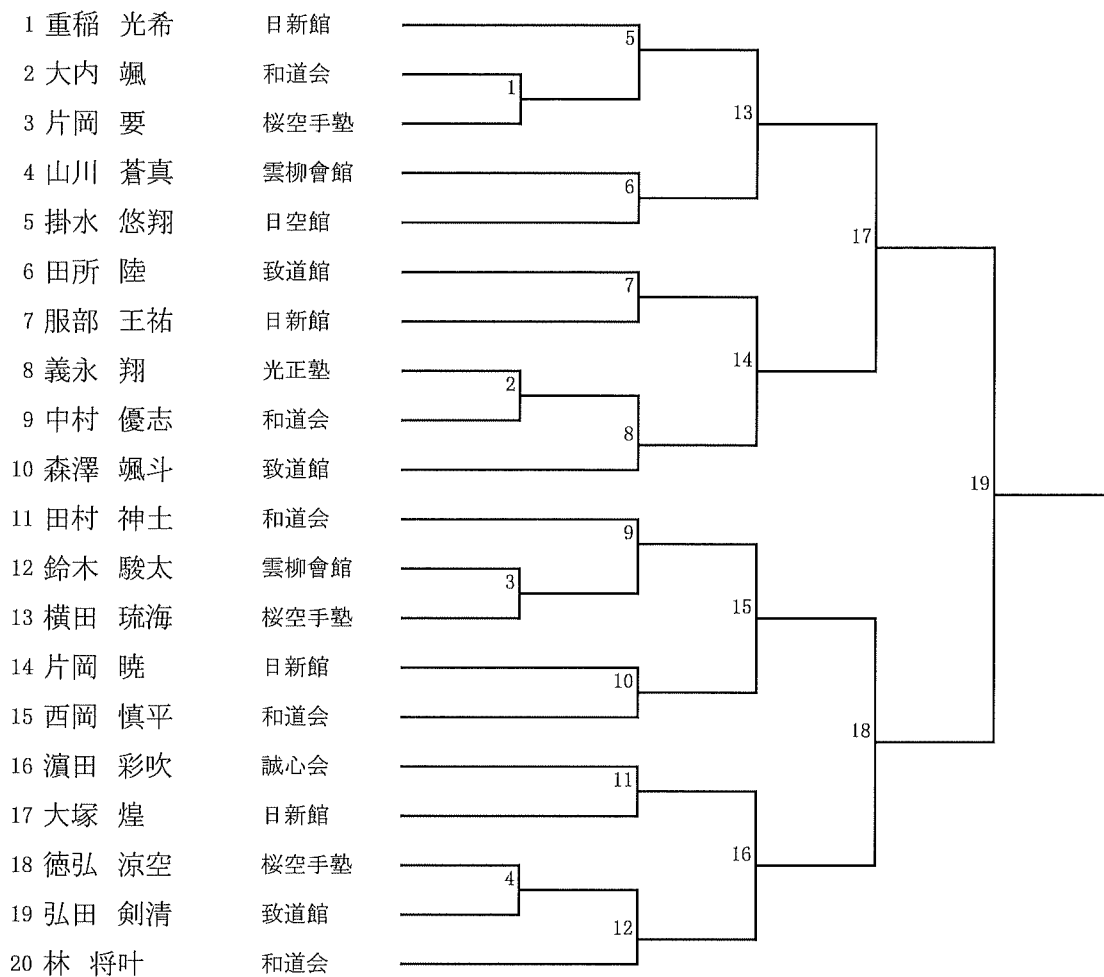 1 重稲 光希 日新館
2 大内 颯 和道会
3 片岡 要 桜空手塾
4 山川 蒼真 雲柳會館
5 掛水 悠翔 日空館
6 田所 陸 致道館
7 服部 王祐 日新館
8 義永 翔 光正塾
9 中村 優志 和道会
10 森澤 颯斗 致道館
11 田村 神士 和道会
12 鈴木 駿太 雲柳會館
13 横田 琉海 桜空手塾
14 片岡 暁 日新館
15 西岡 慎平 和道会
16 濵田 彩吹 誠心会
17 大塚 煌 日新館
18 徳弘 涼空 桜空手塾
19 弘田 剣清 致道館
20 林 将叶 和道会
1
2
3
4
5
6
7
8
9
10
11
12
13
14
15
16
17
18
19